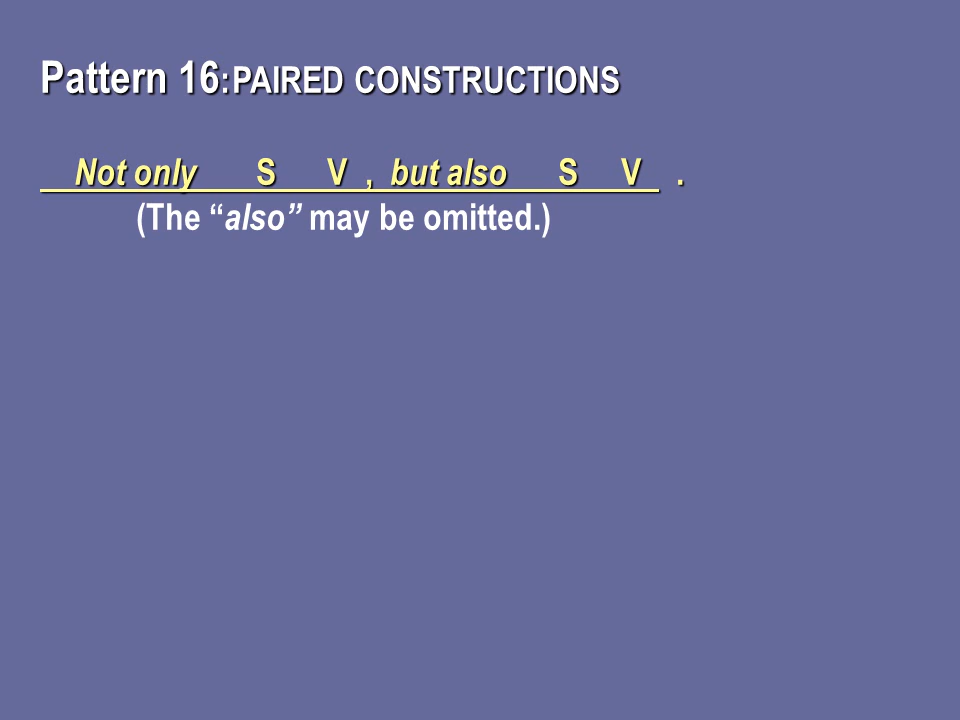 Pattern 16: PAIRED CONSTRUCTIONS
Not only S V , but also S V .
(The “also” may be omitted.)